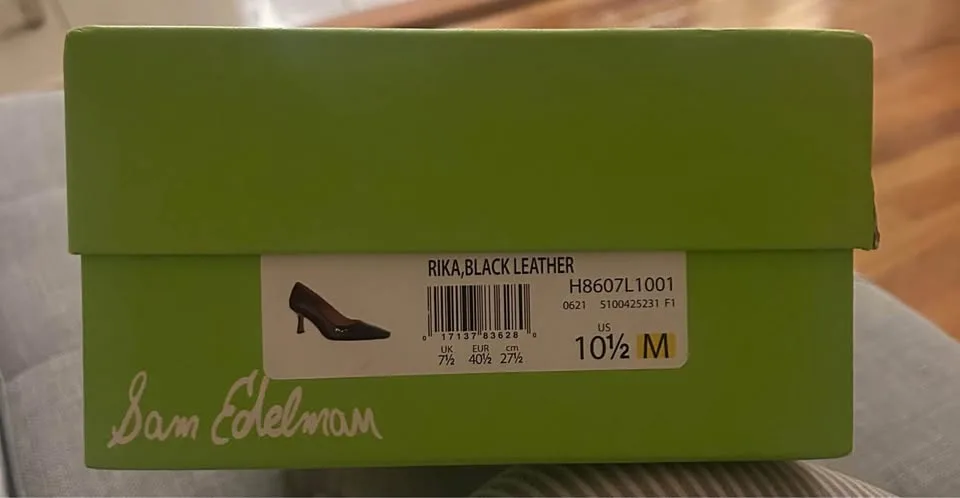 RIKA,BLACK LEATHER
H8607L1001
0621 5100425231 F1
0 17137 83628 0
UK EUR cm
7½ 40½ 27½
US
10½ M
Sam Edelman